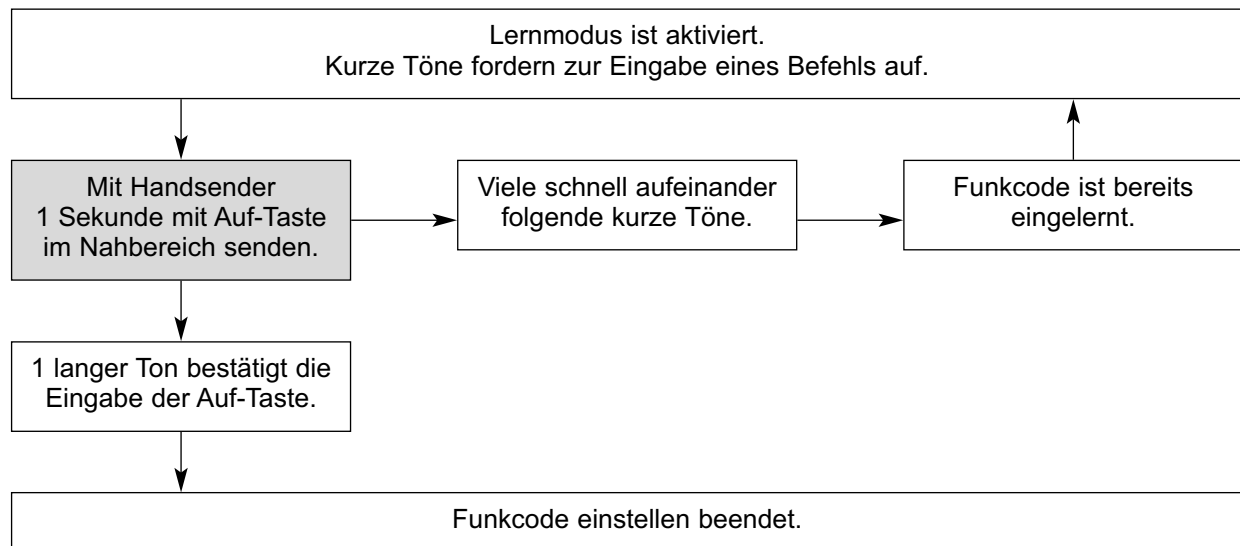 Lernmodus ist aktiviert.
Kurze Töne fordern zur Eingabe eines Befehls auf.
Mit Handsender
1 Sekunde mit Auf-Taste
im Nahbereich senden.
Viele schnell aufeinander
folgende kurze Töne.
Funkcode ist bereits
eingelernt.
1 langer Ton bestätigt die
Eingabe der Auf-Taste.
Funkcode einstellen beendet.